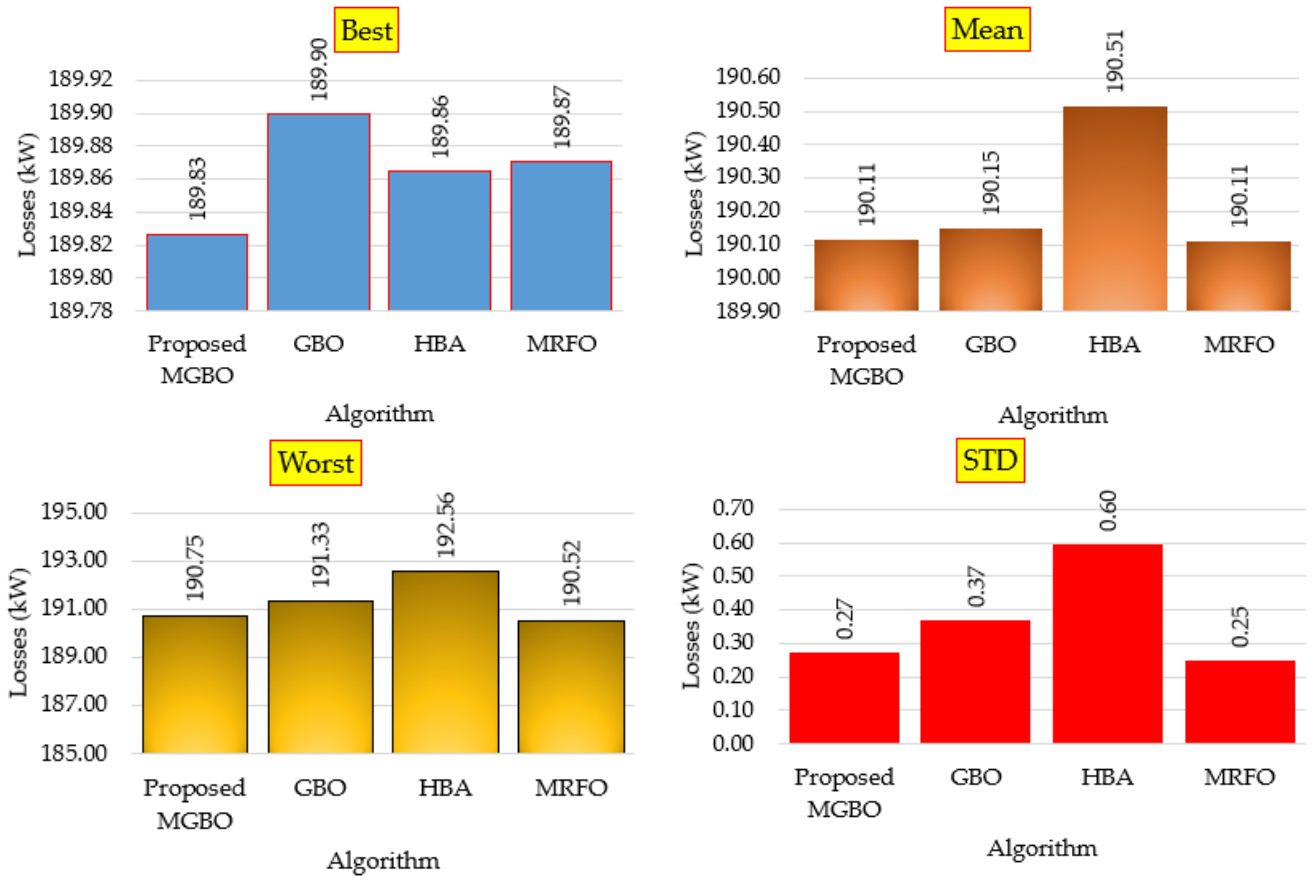 Best
Losses (kW)
189.92
189.90
189.88
189.86
189.84
189.82
189.80
189.78
189.83
189.90
189.86
189.87
Proposed
MGBO
GBO
HBA
MRFO
Algorithm
Mean
Losses (kW)
190.60
190.50
190.40
190.30
190.20
190.10
190.00
189.90
190.11
190.15
190.51
190.11
Proposed
MGBO
GBO
HBA
MRFO
Algorithm
Worst
Losses (kW)
195.00
193.00
191.00
189.00
187.00
185.00
190.75
191.33
192.56
190.52
Proposed
MGBO
GBO
HBA
MRFO
Algorithm
STD
Losses (kW)
0.70
0.60
0.50
0.40
0.30
0.20
0.10
0.00
0.27
0.37
0.60
0.25
Proposed
MGBO
GBO
HBA
MRFO
Algorithm